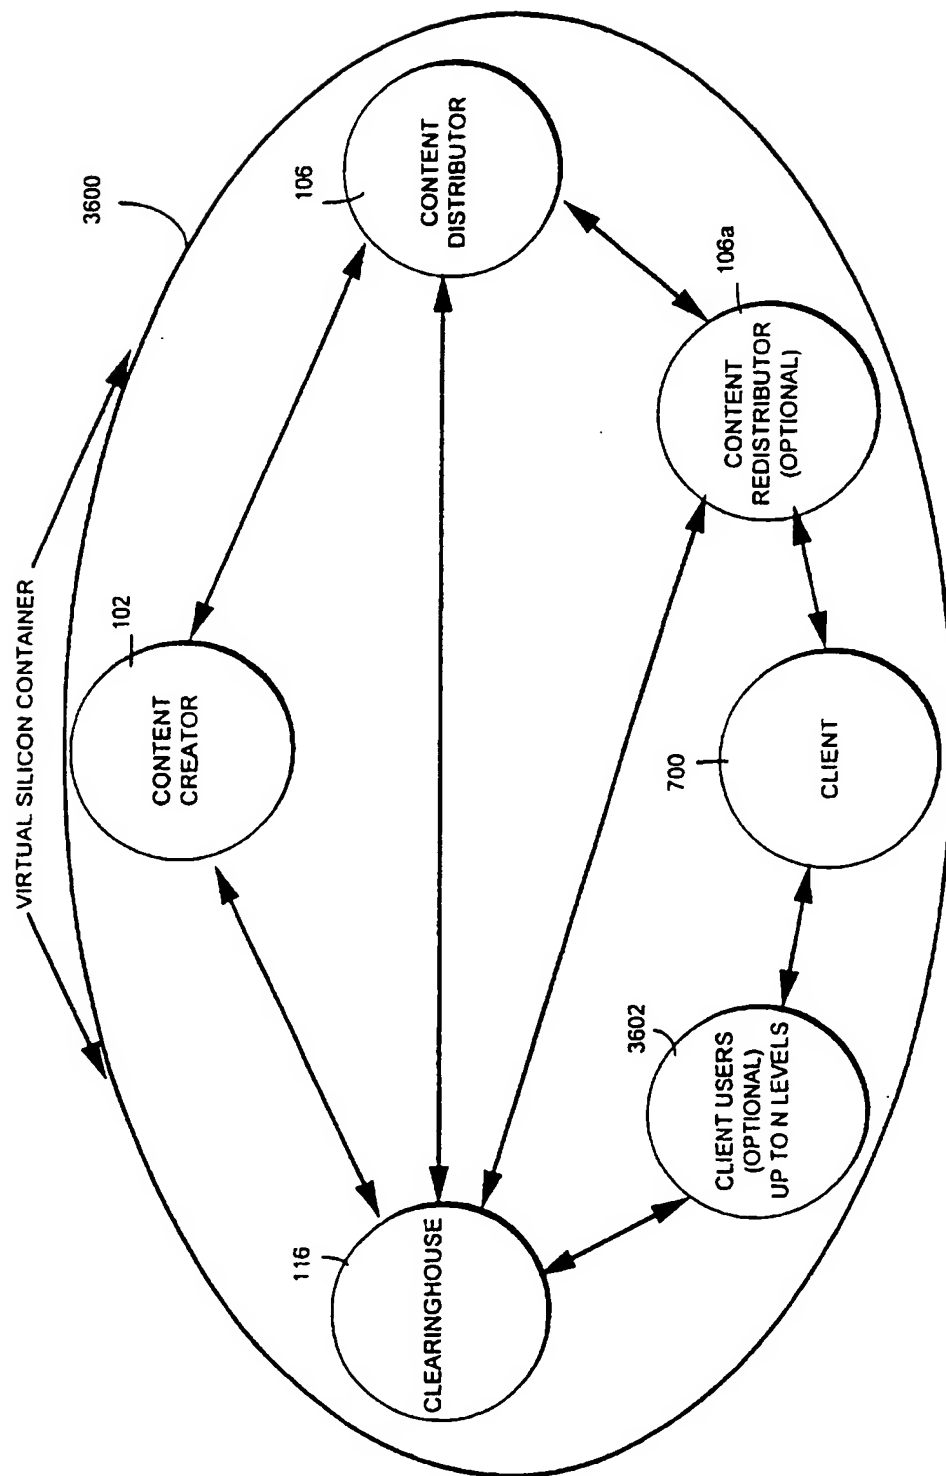 VIRTUAL SILICON CONTAINER
3600
102
CONTENT
CREATOR
106
CONTENT
DISTRIBUTOR
116
CLEARINGHOUSE
106a
CONTENT
REDISTRIBUTOR
(OPTIONAL)
3602
CLIENT USERS
(OPTIONAL)
UP TO N LEVELS
700
CLIENT